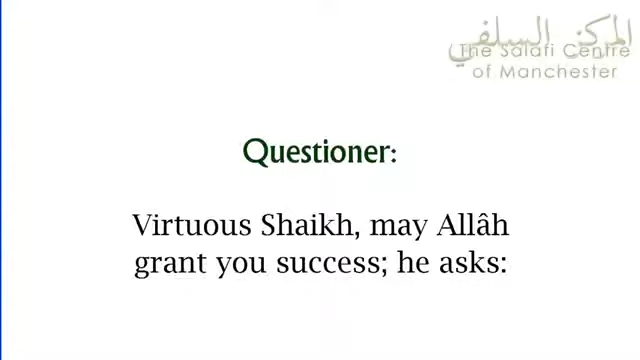 المركز السلفي
The Salafi Centre
of Manchester
Questioner:
Virtuous Shaikh, may Allâh
grant you success; he asks: